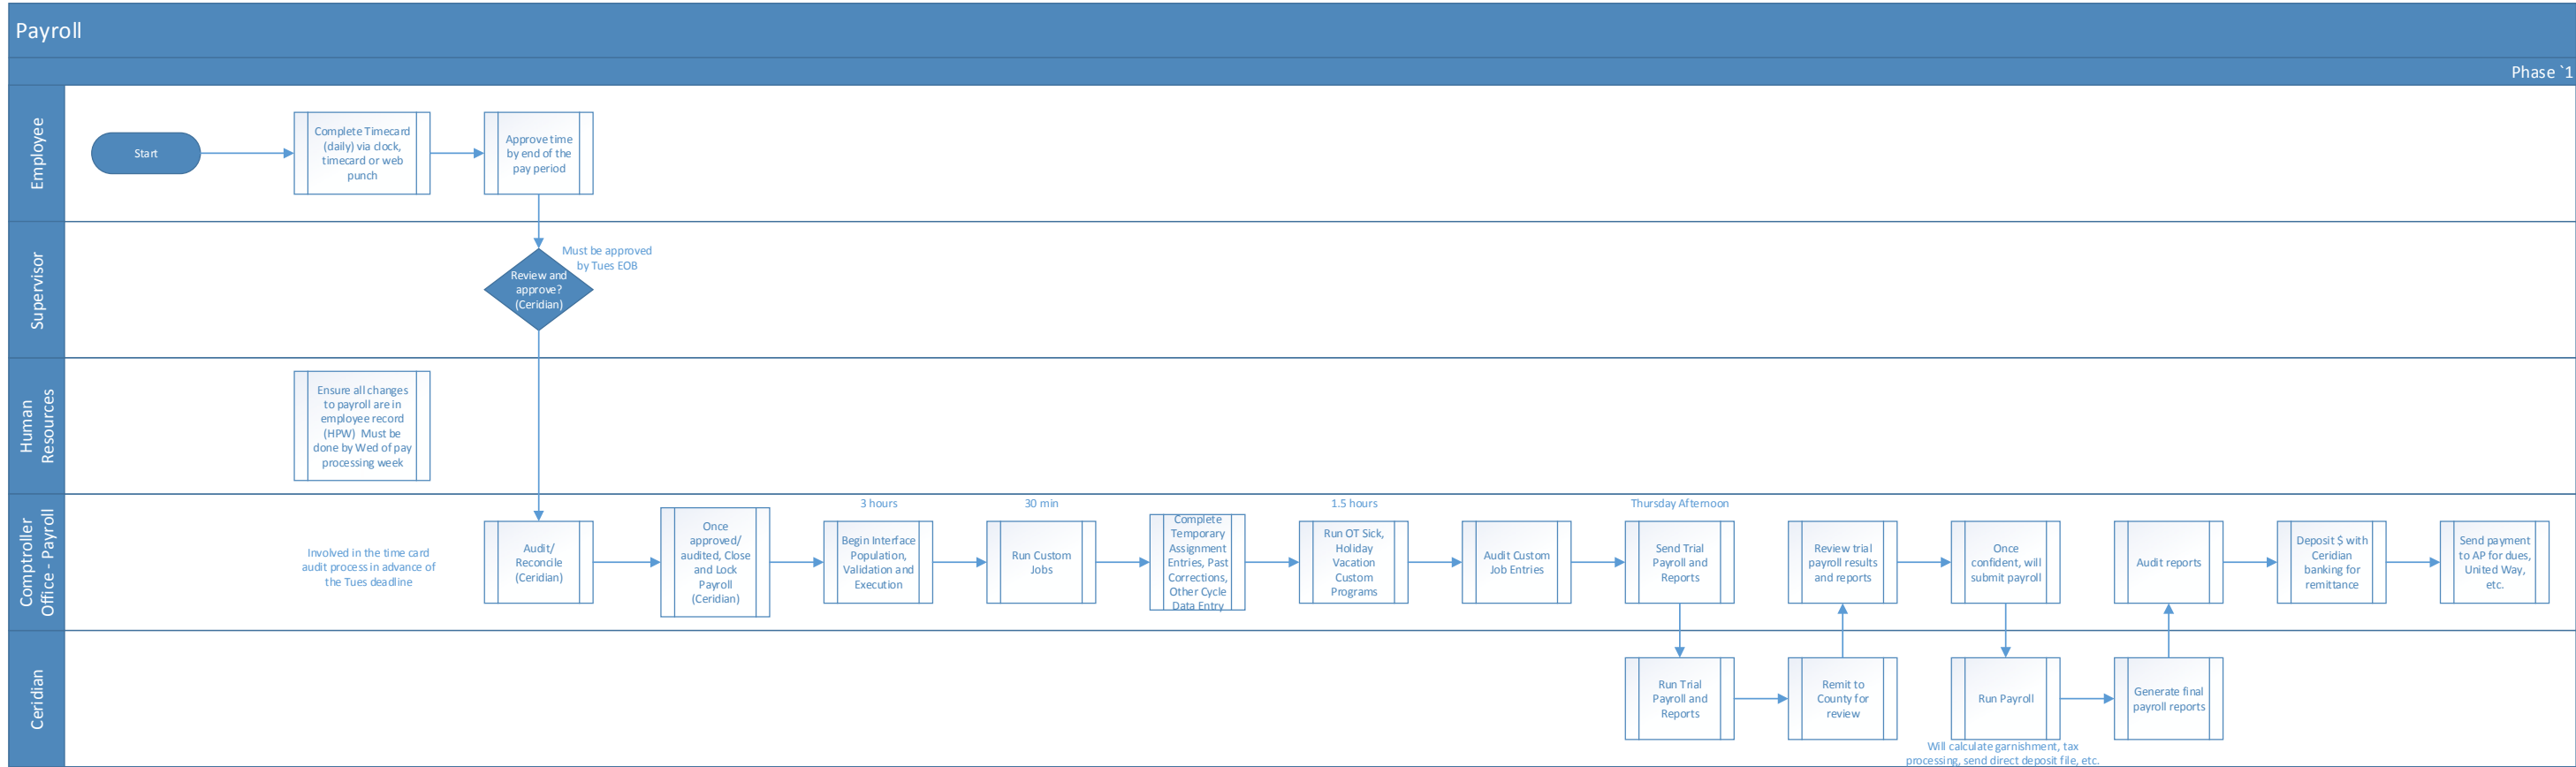 Payroll
Phase `1
Employee
Start
Complete Timecard
(daily) via clock,
timecard or web
punch
Approve time
by end of the
pay period
Supervisor
Review and
approve?
(Ceridian)
Must be approved
by Tues EOB
Human
Resources
Ensure all changes
to payroll are in
employee record
(HPW)  Must be
done by Wed of pay
processing week
Comptroller
Office - Payroll
Involved in the time card
audit process in advance of
the Tues deadline
Audit/
Reconcile
(Ceridian)
Once
approved/
audited, Close
and Lock
Payroll
(Ceridian)
3 hours
Begin Interface
Population,
Validation and
Execution
30 min
Run Custom
Jobs
Complete
Temporary
Assignment
Entries, Past
Corrections,
Other Cycle
Data Entry
1.5 hours
Run OT Sick,
Holiday
Vacation
Custom
Programs
Audit Custom
Job Entries
Thursday Afternoon
Send Trial
Payroll and
Reports
Review trial
payroll results
and reports
Once
confident, will
submit payroll
Audit reports
Deposit $ with
Ceridian
banking for
remittance
Send payment
to AP for dues,
United Way,
etc.
Ceridian
Run Trial
Payroll and
Reports
Remit to
County for
review
Run Payroll
Will calculate garnishment, tax
processing, send direct deposit file, etc.
Generate final
payroll reports